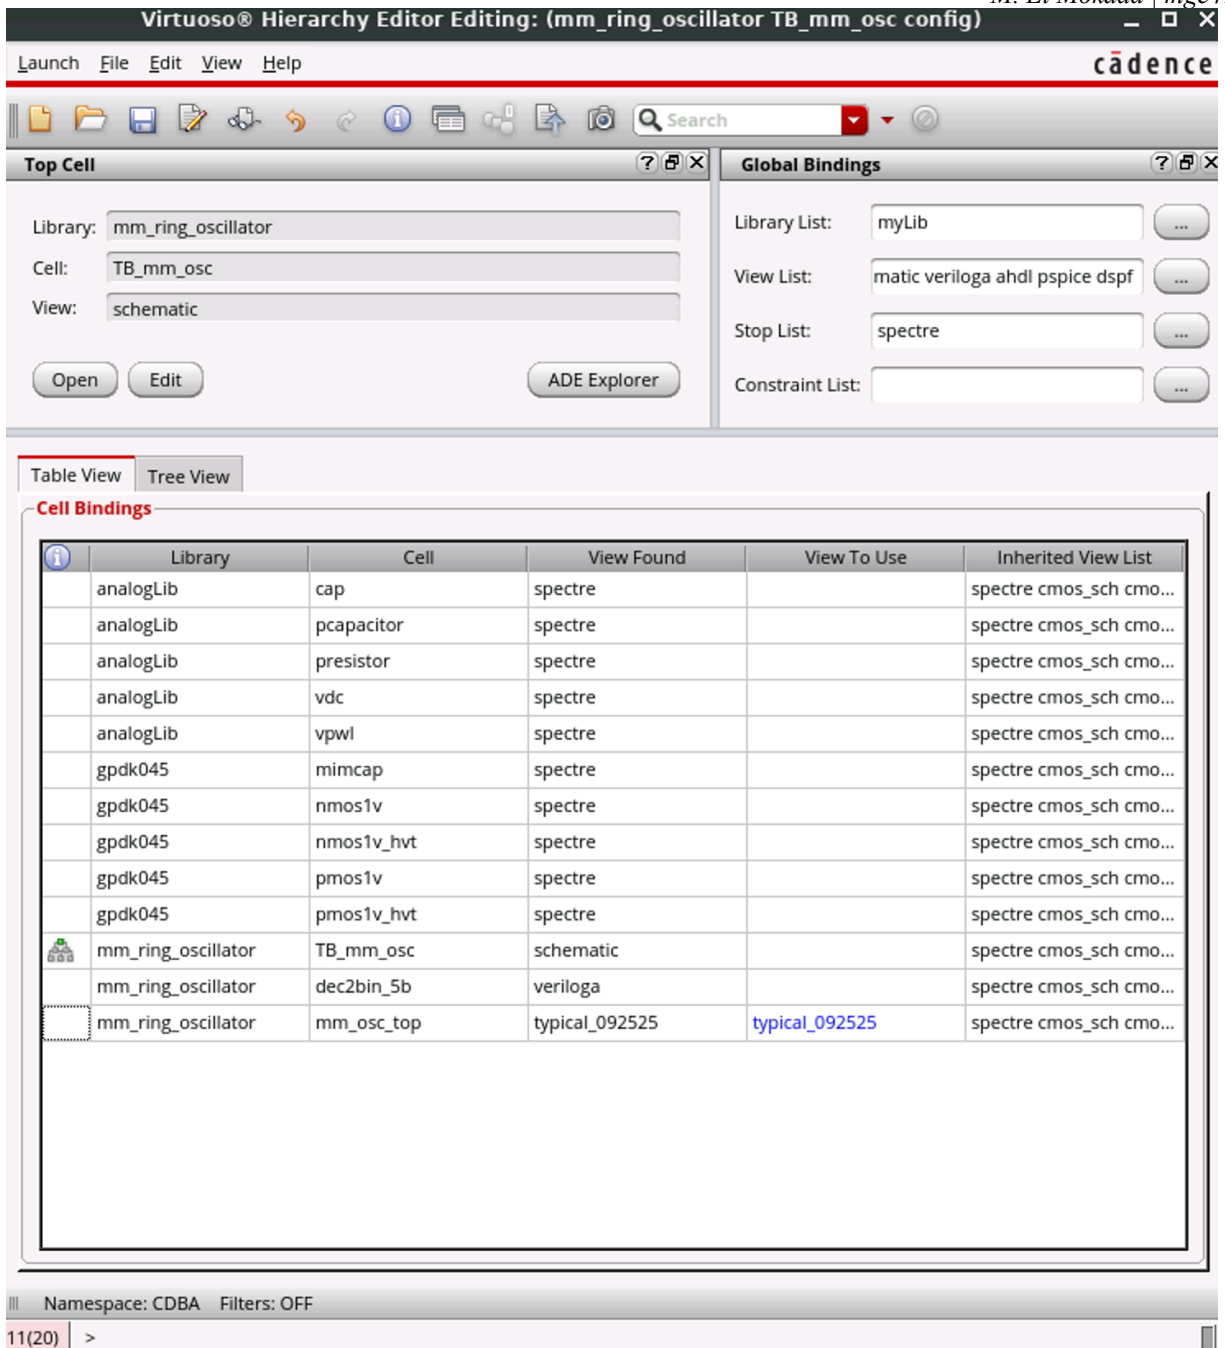 Virtuoso® Hierarchy Editor Editing: (mm_ring_oscillator TB_mm_osc config)
Launch File Edit View Help cādence
Search
Top Cell
Library: mm_ring_oscillator
Cell: TB_mm_osc
View: schematic
Open Edit ADE Explorer
Global Bindings
Library List: myLib ...
View List: matic veriloga ahdl pspice dspf ...
Stop List: spectre ...
Constraint List: ...
Table View Tree View
Cell Bindings
Library Cell View Found View To Use Inherited View List
analogLib cap spectre spectre cmos_sch cmo...
analogLib pcapacitor spectre spectre cmos_sch cmo...
analogLib presistor spectre spectre cmos_sch cmo...
analogLib vdc spectre spectre cmos_sch cmo...
analogLib vpwl spectre spectre cmos_sch cmo...
gpdk045 mimcap spectre spectre cmos_sch cmo...
gpdk045 nmos1v spectre spectre cmos_sch cmo...
gpdk045 nmos1v_hvt spectre spectre cmos_sch cmo...
gpdk045 pmos1v spectre spectre cmos_sch cmo...
gpdk045 pmos1v_hvt spectre spectre cmos_sch cmo...
mm_ring_oscillator TB_mm_osc schematic spectre cmos_sch cmo...
mm_ring_oscillator dec2bin_5b veriloga spectre cmos_sch cmo...
mm_ring_oscillator mm_osc_top typical_092525 typical_092525 spectre cmos_sch cmo...
Namespace: CDBA Filters: OFF
11(20) >